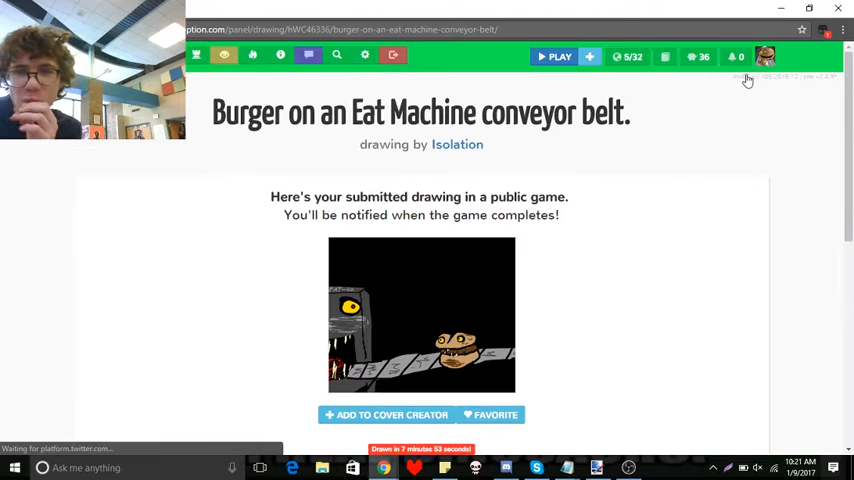 ption.com/panel/drawing/hWC46336/burger-on-an-eat-machine-conveyor-belt/
PLAY
5/32
36
0
Burger on an Eat Machine conveyor belt.
drawing by Isolation
Here's your submitted drawing in a public game.
You'll be notified when the game completes!
+ ADD TO COVER CREATOR
FAVORITE
Drawn in 7 minutes 53 seconds!
Waiting for platform.twitter.com...
Ask me anything
10:21 AM
1/9/2017